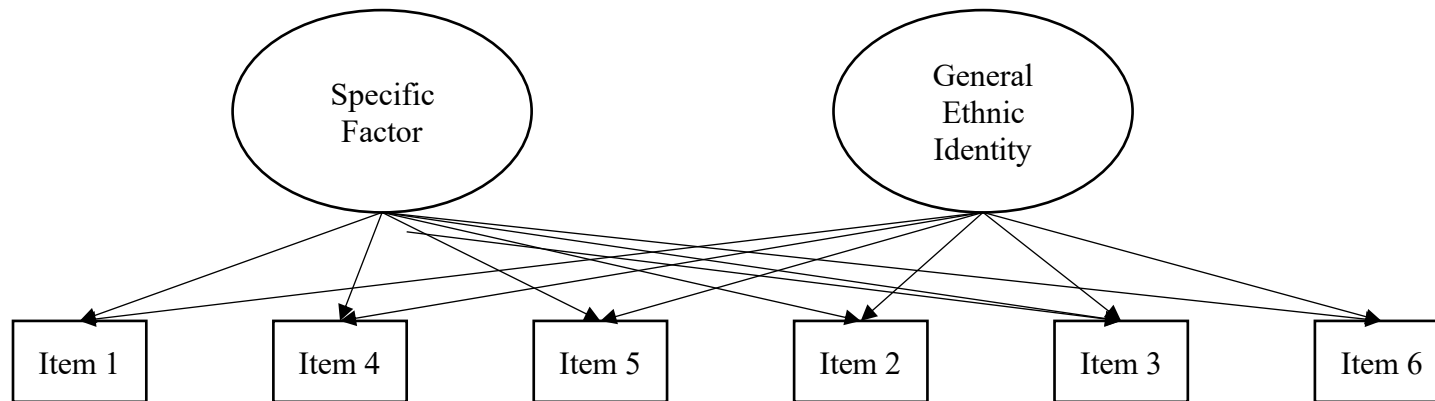 Specific
Factor
General
Ethnic
Identity
Item 1
Item 4
Item 5
Item 2
Item 3
Item 6